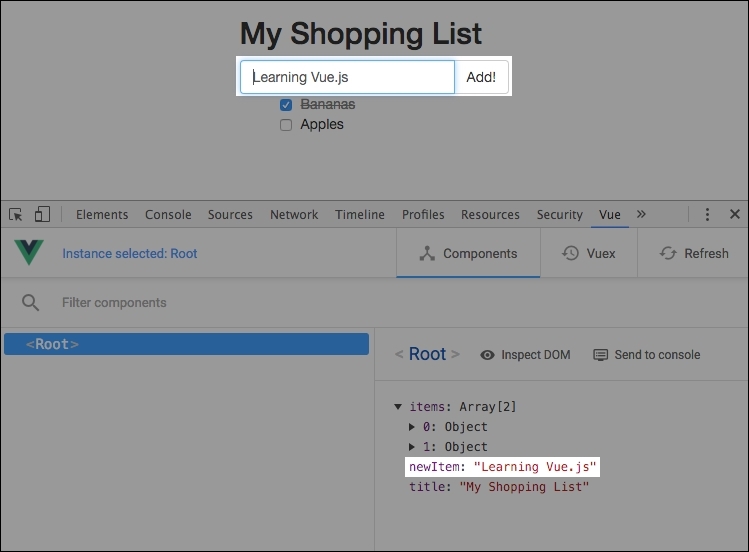 My Shopping List
Learning Vue.js Add!
Bananas
Apples
Elements Console Sources Network Timeline Profiles Resources Security Vue »
Instance selected: Root Components Vuex Refresh
Filter components
<Root>
< Root > Inspect DOM Send to console
items: Array[2]
0: Object
1: Object
newItem: "Learning Vue.js"
title: "My Shopping List"